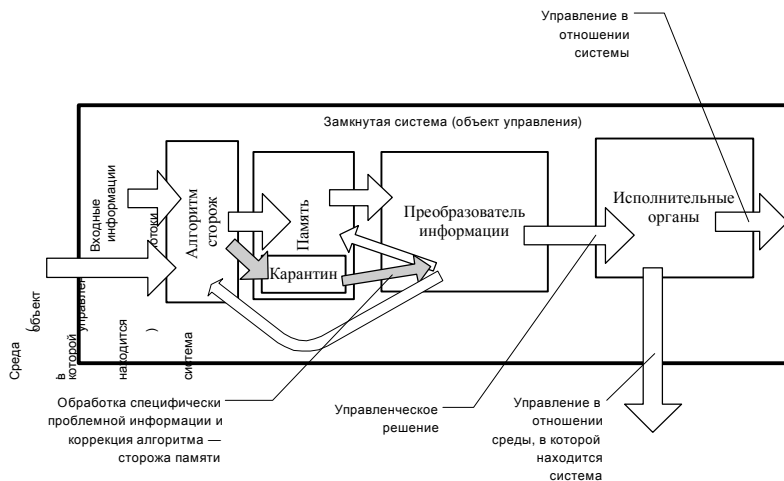 Управление в
отношении
системы
Замкнутая система (объект управления)
Входные
информации
отоки
Алгоритм
сторож
Память
Карантин
Преобразователь
информации
Исполнительные
органы
Среда (объект
в
которой управлен
находится
)
система
Обработка специфически
проблемной информации и
коррекция алгоритма —
сторожа памяти
Управленческое
решение
Управление в
отношении
среды, в которой
находится
система